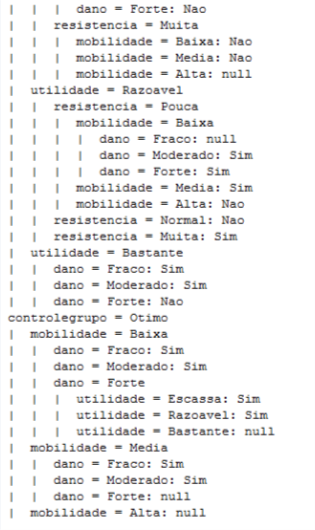 |   |   |   dano = Forte: Nao
|   |   resistencia = Muita
|   |   |   mobilidade = Baixa: Nao
|   |   |   mobilidade = Media: Nao
|   |   |   mobilidade = Alta: null
|   utilidade = Razoavel
|   |   resistencia = Pouca
|   |   |   mobilidade = Baixa
|   |   |   |   dano = Fraco: null
|   |   |   |   dano = Moderado: Sim
|   |   |   |   dano = Forte: Sim
|   |   |   mobilidade = Media: Sim
|   |   |   mobilidade = Alta: Nao
|   |   resistencia = Normal: Nao
|   |   resistencia = Muita: Sim
|   utilidade = Bastante
|   |   dano = Fraco: Sim
|   |   dano = Moderado: Sim
|   |   dano = Forte: Nao
controlegrupo = Otimo
|   mobilidade = Baixa
|   |   dano = Fraco: Sim
|   |   dano = Moderado: Sim
|   |   dano = Forte
|   |   |   utilidade = Escassa: Sim
|   |   |   utilidade = Razoavel: Sim
|   |   |   utilidade = Bastante: null
|   mobilidade = Media
|   |   dano = Fraco: Sim
|   |   dano = Moderado: Sim
|   |   dano = Forte: null
|   mobilidade = Alta: null